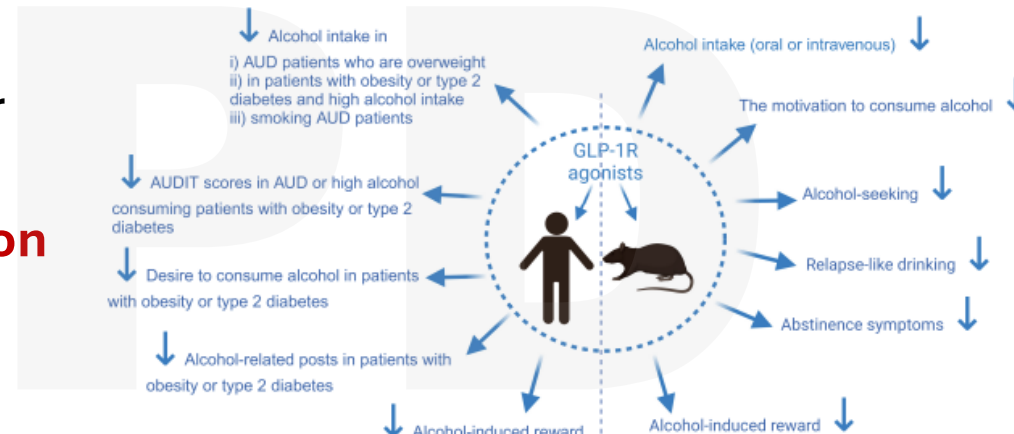 Alcohol intake in
i) AUD patients who are overweight
ii) in patients with obesity or type 2
diabetes and high alcohol intake
iii) smoking AUD patients
AUDIT scores in AUD or high alcohol
consuming patients with obesity or type 2
diabetes
on
Desire to consume alcohol in patients
with obesity or type 2 diabetes
Alcohol-related posts in patients with
obesity or type 2 diabetes
Alcohol-induced reward
GLP-1R
agonists
Alcohol intake (oral or intravenous)
The motivation to consume alcohol
Alcohol-seeking
Relapse-like drinking
Abstinence symptoms
Alcohol-induced reward